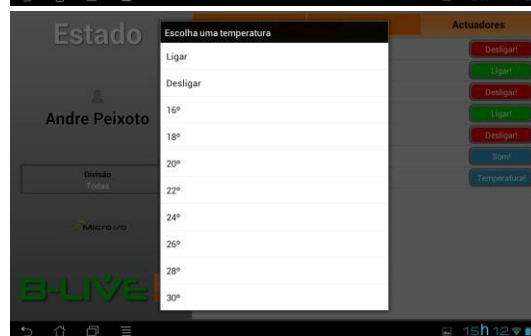 Estado
Actuadores
Escolha uma temperatura
Ligar
Desligar
16º
18º
20º
22º
24º
26º
28º
30º
Desligar!
Ligar!
Desligar!
Ligar!
Desligar!
Som!
Temperatura!
Andre Peixoto
Divisão
Todas
Micro I/O
B-LIVE
15h12